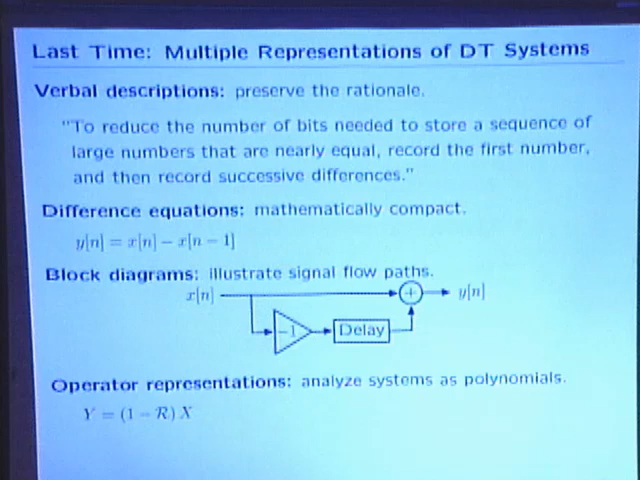 Last Time: Multiple Representations of DT Systems
Verbal descriptions: preserve the rationale.
"To reduce the number of bits needed to store a sequence of
large numbers that are nearly equal, record the first number,
and then record successive differences."
Difference equations: mathematically compact.
y[n] = x[n] − x[n − 1]
Block diagrams: illustrate signal flow paths.
x[n] + y[n]
−1 Delay
Operator representations: analyze systems as polynomials.
Y = (1 − R) X